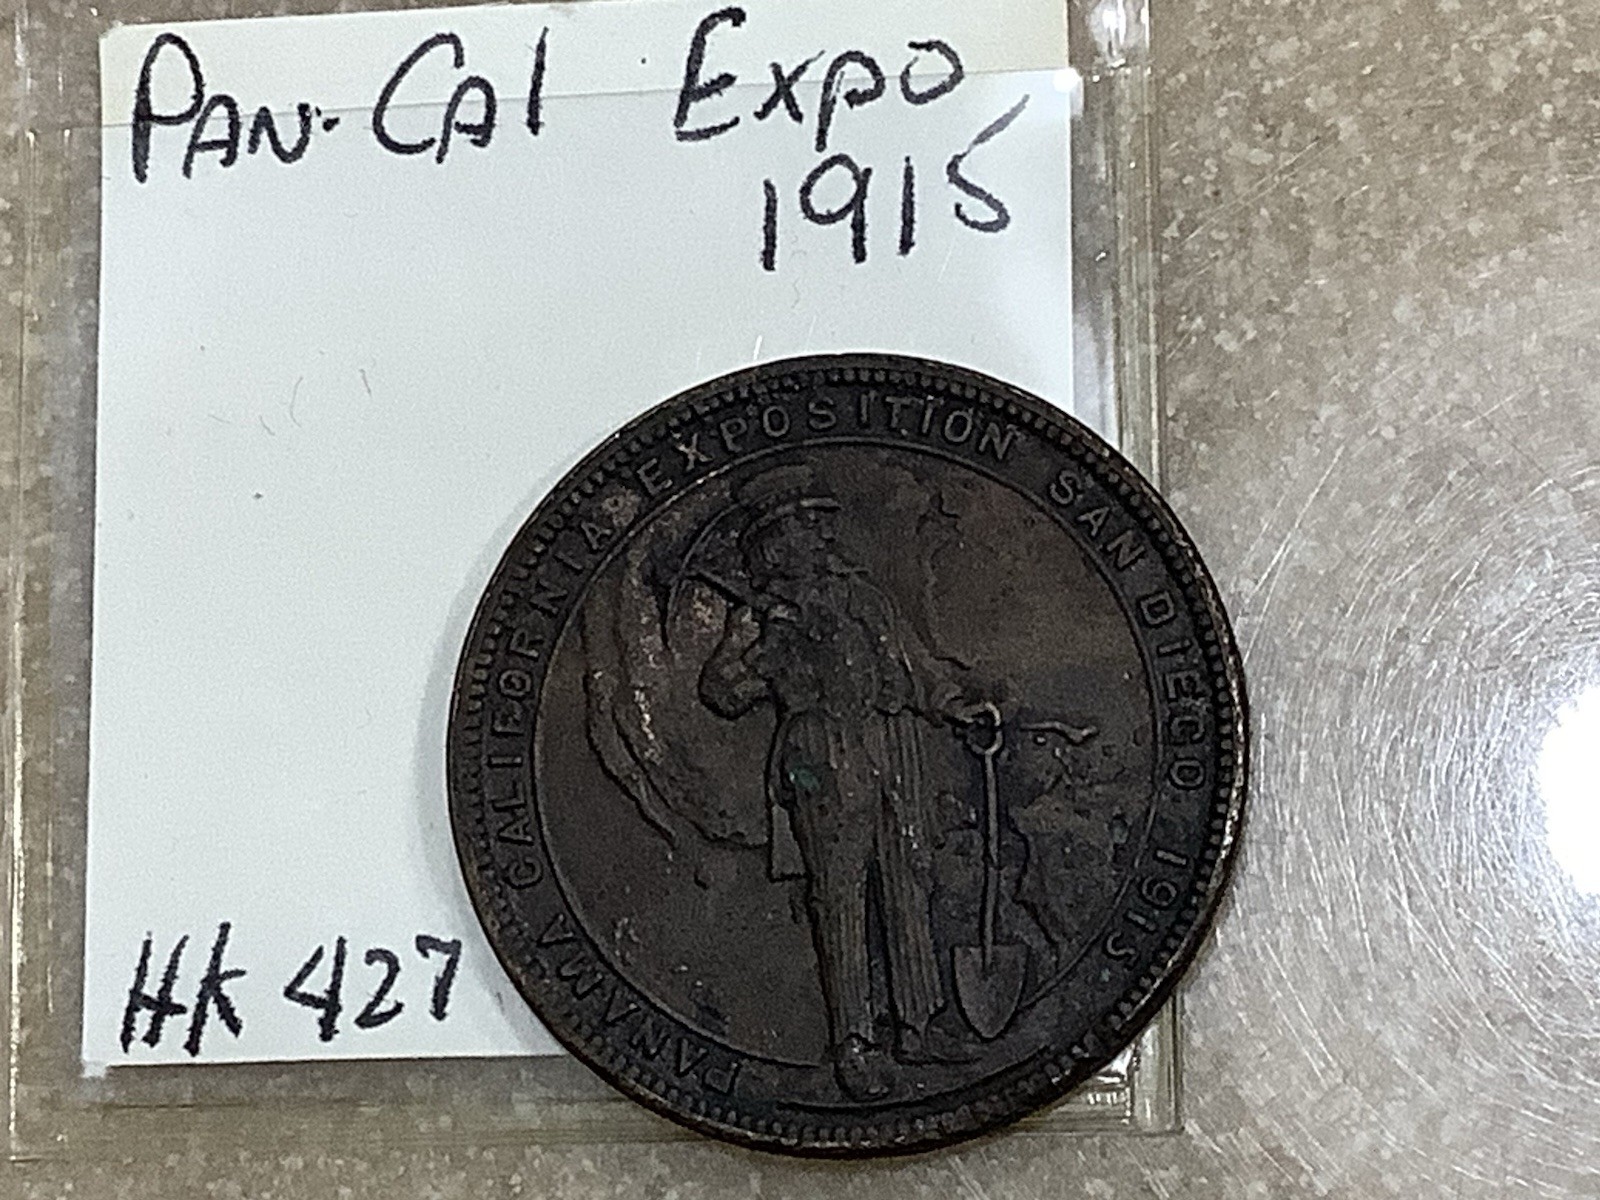 PAN-CAl Expo
1915
HK 427
PANAMA CALIFORNIA EXPOSITION SAN DIEGO 1915